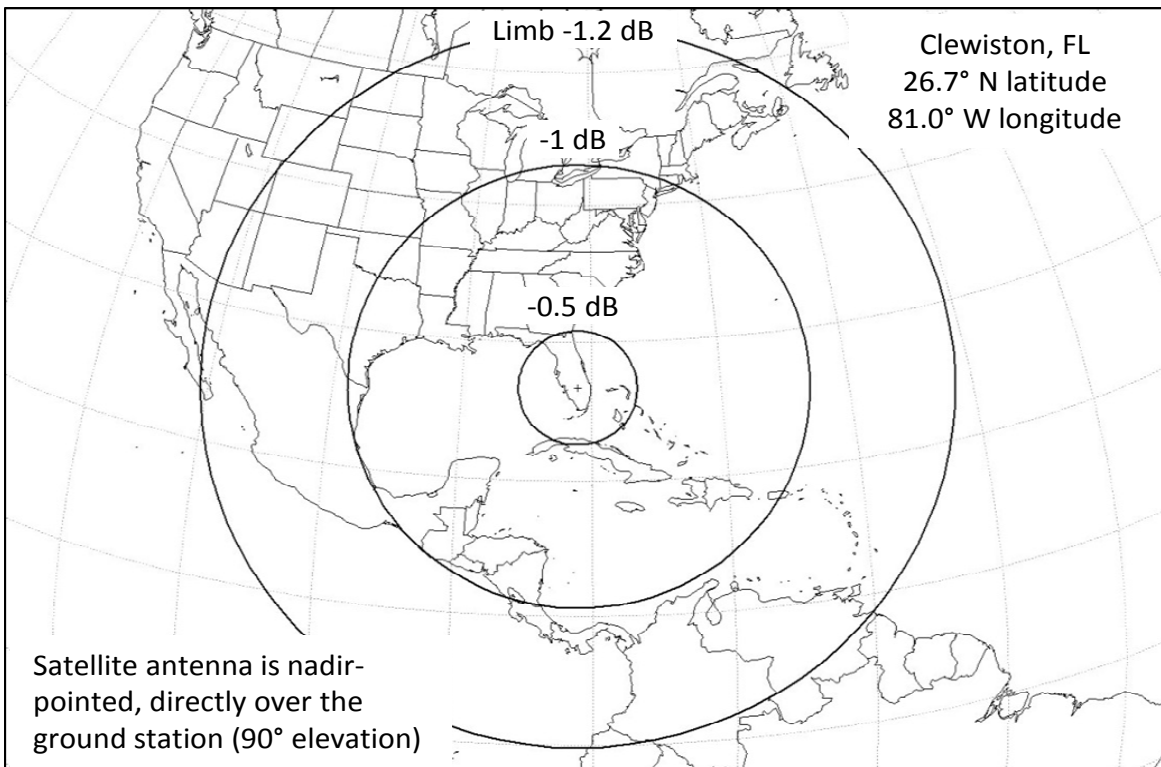 Limb -1.2 dB
Clewiston, FL
26.7° N latitude
81.0° W longitude
-1 dB
-0.5 dB
Satellite antenna is nadir-
pointed, directly over the
ground station (90° elevation)